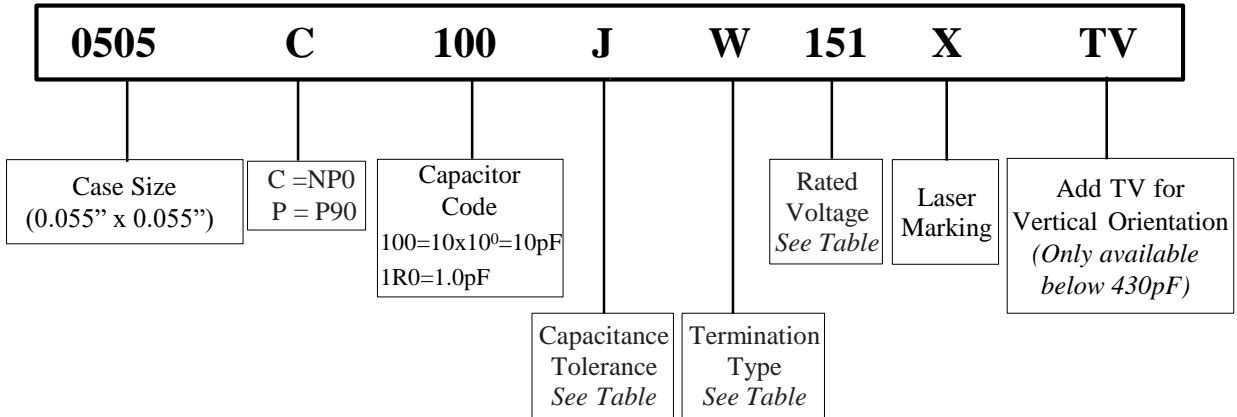 0505 C 100 J W 151 X TV
Case Size
(0.055” x 0.055”)
C =NP0
P = P90
Capacitor
Code
100=10x10⁰=10pF
1R0=1.0pF
Capacitance
Tolerance
See Table
Termination
Type
See Table
Rated
Voltage
See Table
Laser
Marking
Add TV for
Vertical Orientation
(Only available
below 430pF)